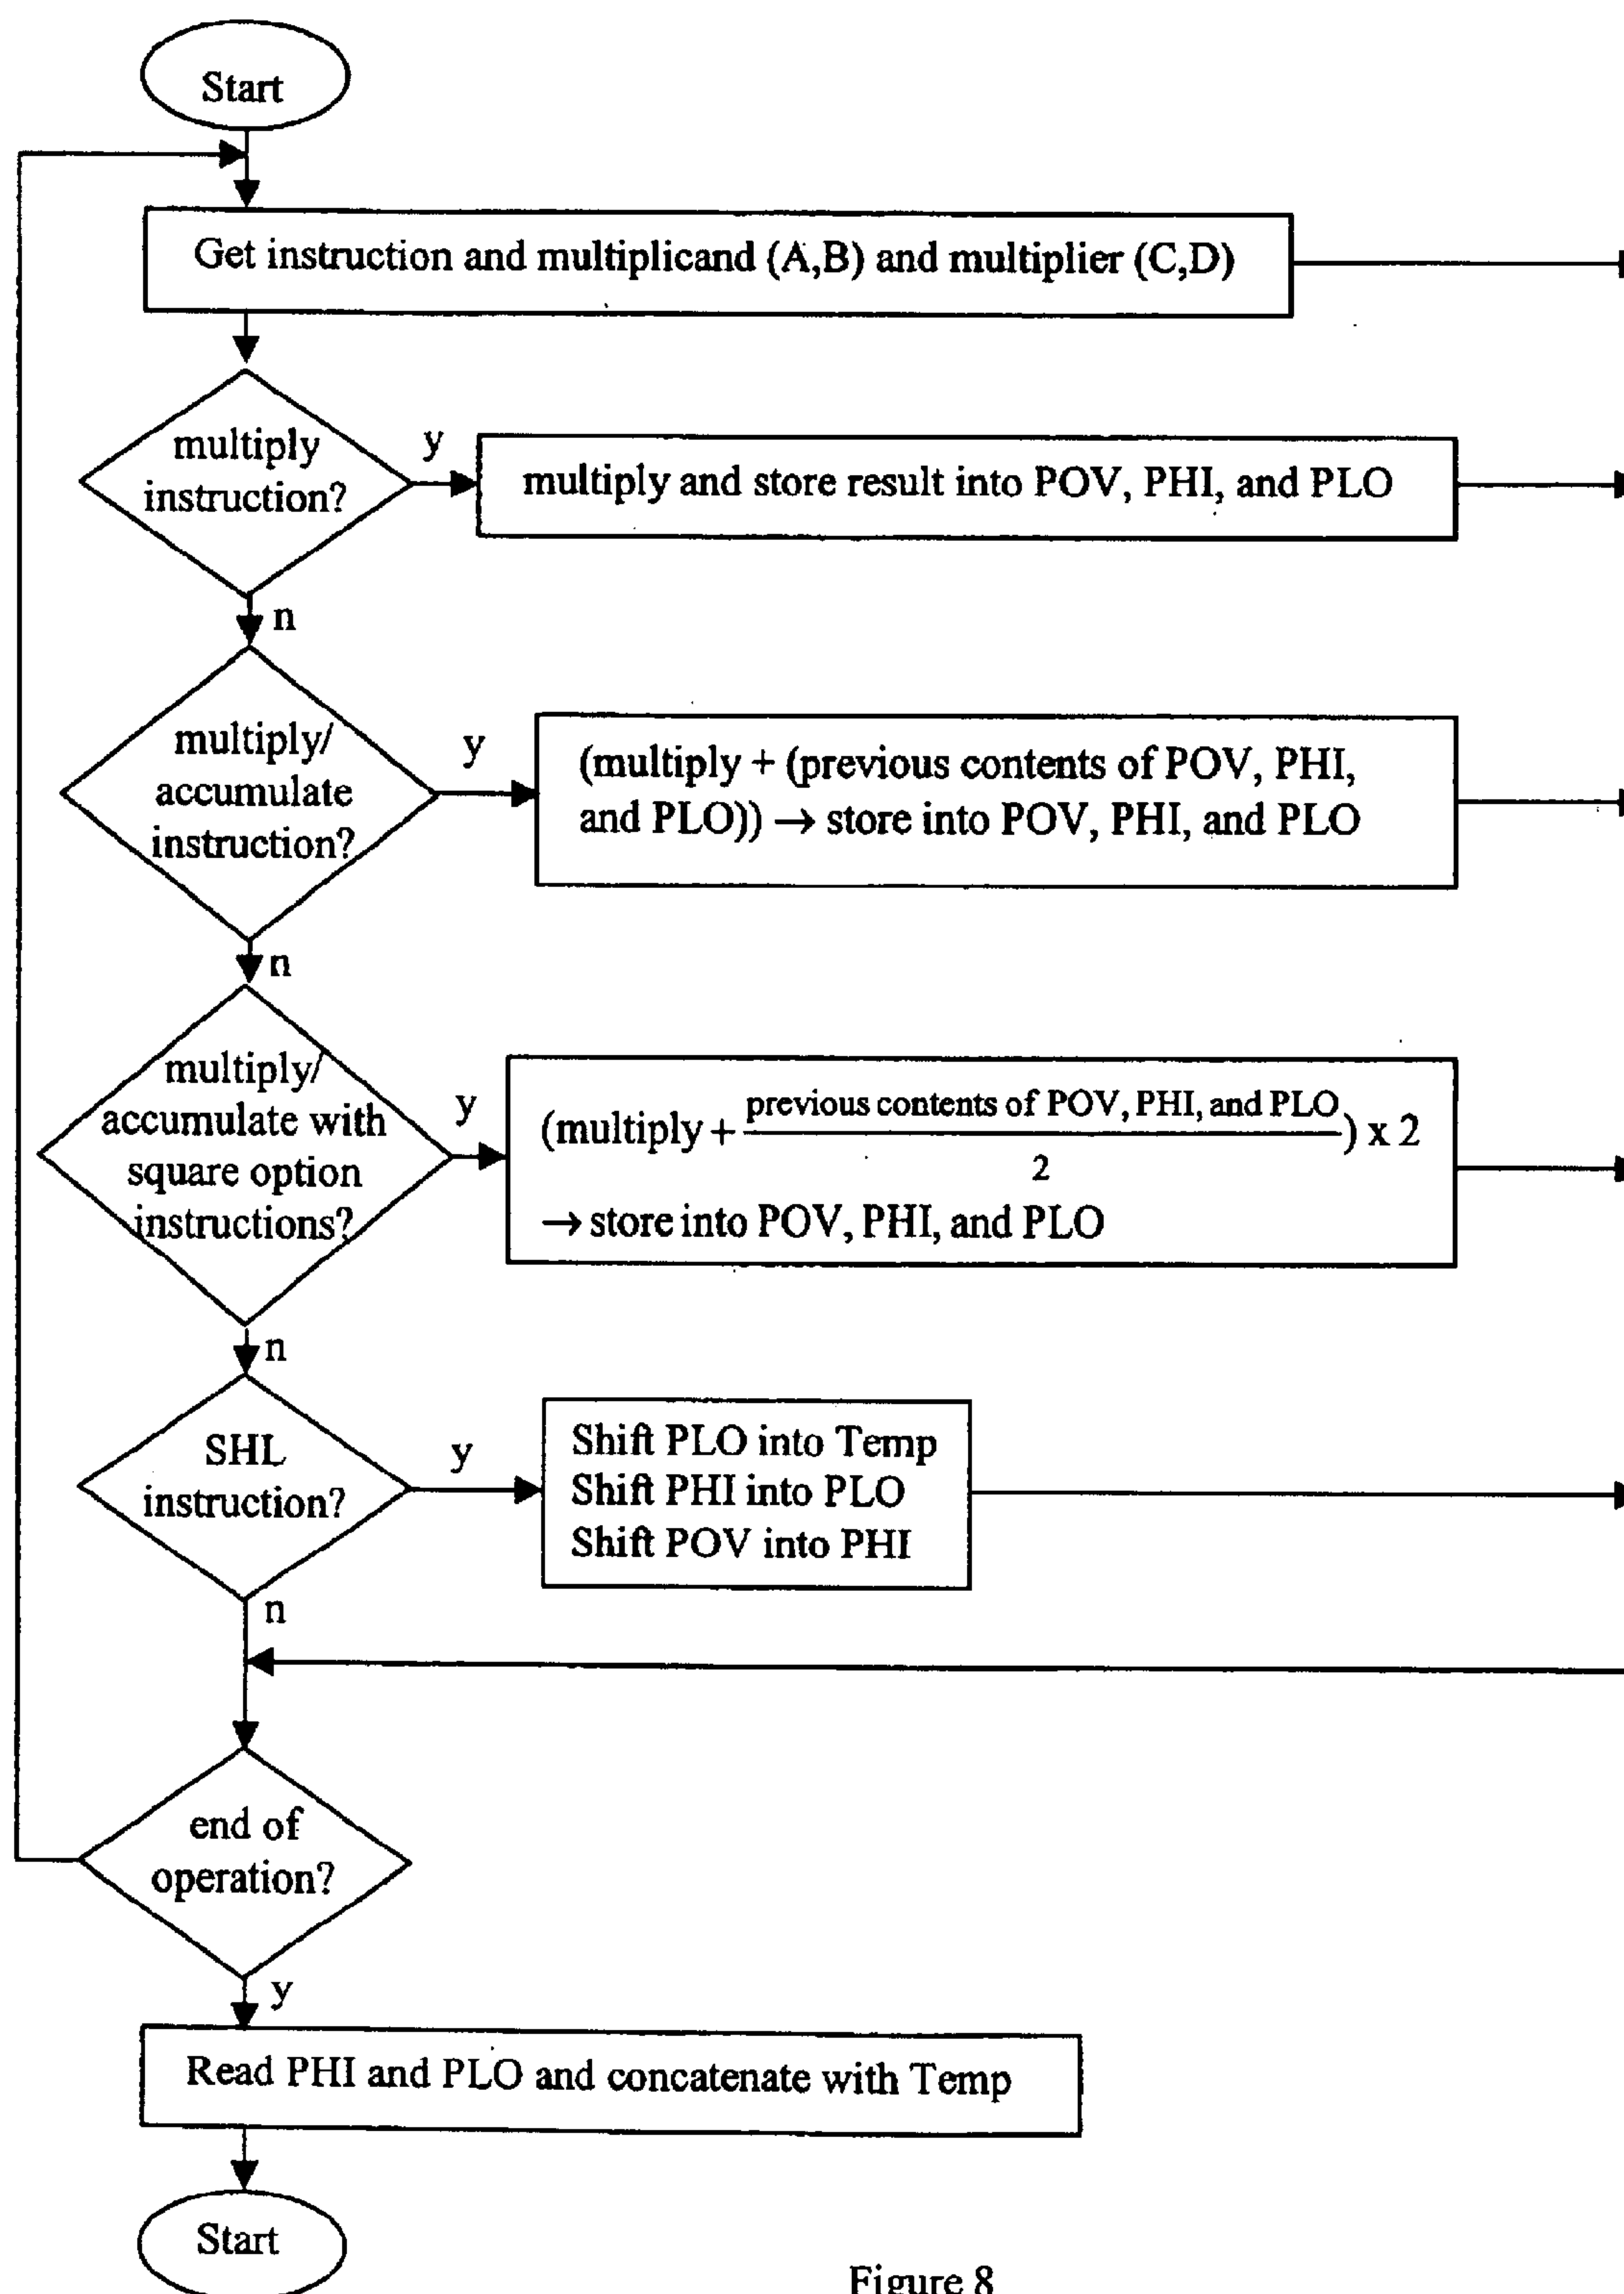 Start
Get instruction and multiplicand (A,B) and multiplier (C,D)
multiply
instruction?
y
multiply and store result into POV, PHI, and PLO
n
multiply/
accumulate
instruction?
y
(multiply + (previous contents of POV, PHI,
and PLO)) → store into POV, PHI, and PLO
n
multiply/
accumulate with
square option
instructions?
y
(multiply + previous contents of POV, PHI, and PLO / 2) x 2
→ store into POV, PHI, and PLO
n
SHL
instruction?
y
Shift PLO into Temp
Shift PHI into PLO
Shift POV into PHI
n
end of
operation?
y
Read PHI and PLO and concatenate with Temp
Start
Figure 8